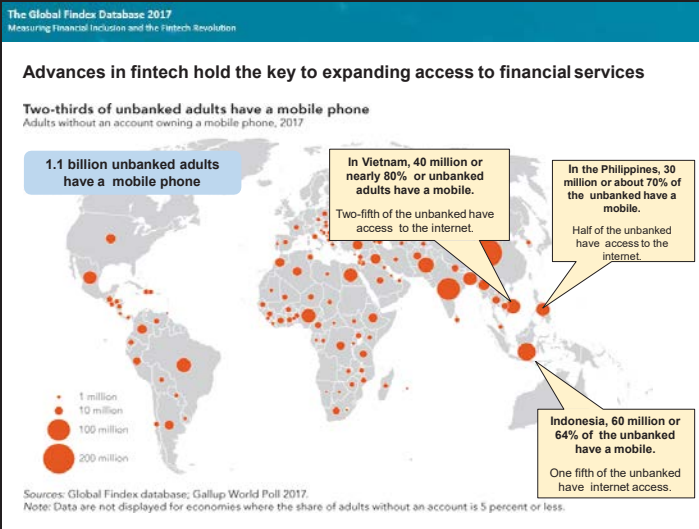 The Global Findex Database 2017
Measuring Financial Inclusion and the Fintech Revolution
Advances in fintech hold the key to expanding access to financial services
Two-thirds of unbanked adults have a mobile phone
Adults without an account owning a mobile phone, 2017
1.1 billion unbanked adults
have a mobile phone
In Vietnam, 40 million or
nearly 80% or unbanked
adults have a mobile.
Two-fifth of the unbanked have
access to the internet.
In the Philippines, 30
million or about 70% of
the unbanked have a
mobile.
Half of the unbanked
have access to the
internet.
1 million
10 million
100 million
200 million
Indonesia, 60 million or
64% of the unbanked
have a mobile.
One fifth of the unbanked
have internet access.
Sources: Global Findex database; Gallup World Poll 2017.
Note: Data are not displayed for economies where the share of adults without an account is 5 percent or less.